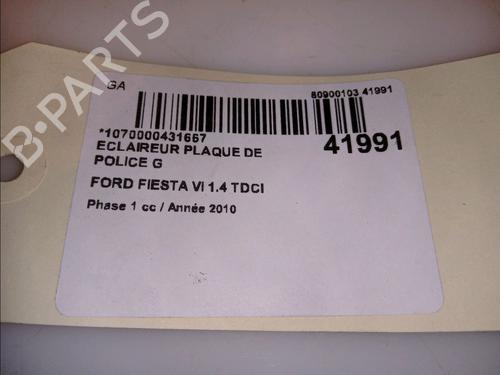 GA
80900103 41991
*1070000431667
41991
ECLAIREUR PLAQUE DE
POLICE G
FORD FIESTA VI 1.4 TDCI
Phase 1 cc / Année 2010
B-PARTS